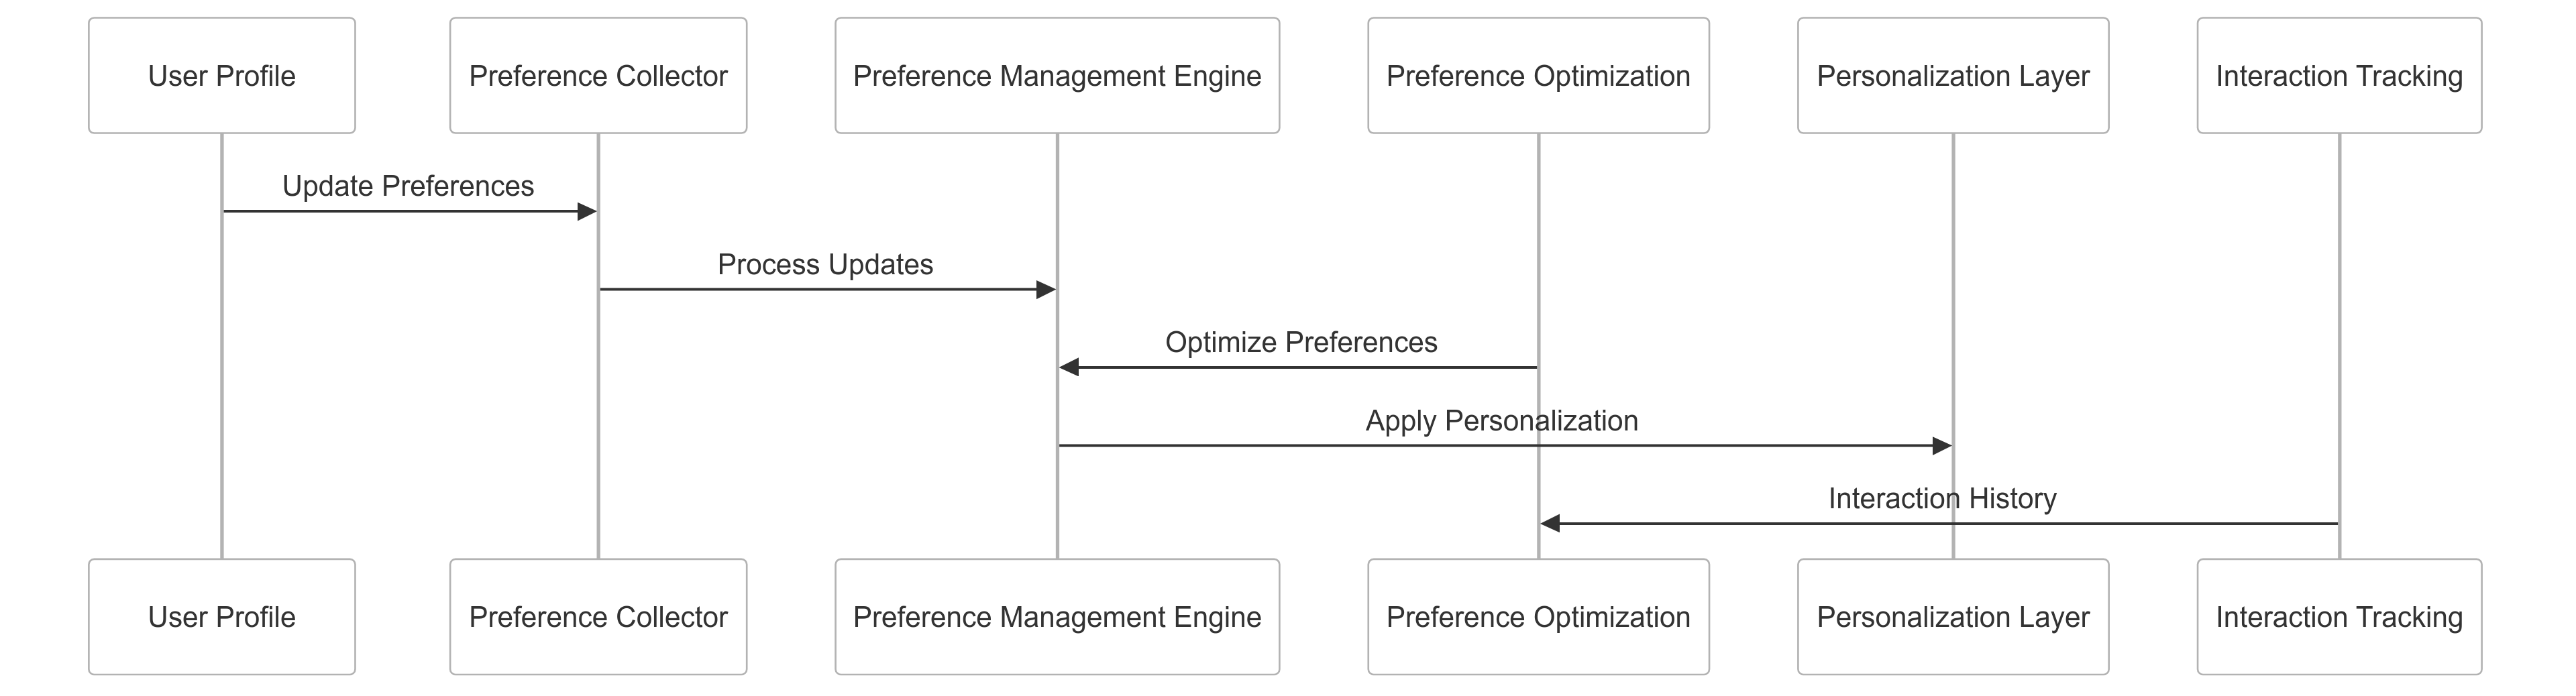 User Profile
Preference Collector
Preference Management Engine
Preference Optimization
Personalization Layer
Interaction Tracking
Update Preferences
Process Updates
Optimize Preferences
Apply Personalization
Interaction History
User Profile
Preference Collector
Preference Management Engine
Preference Optimization
Personalization Layer
Interaction Tracking